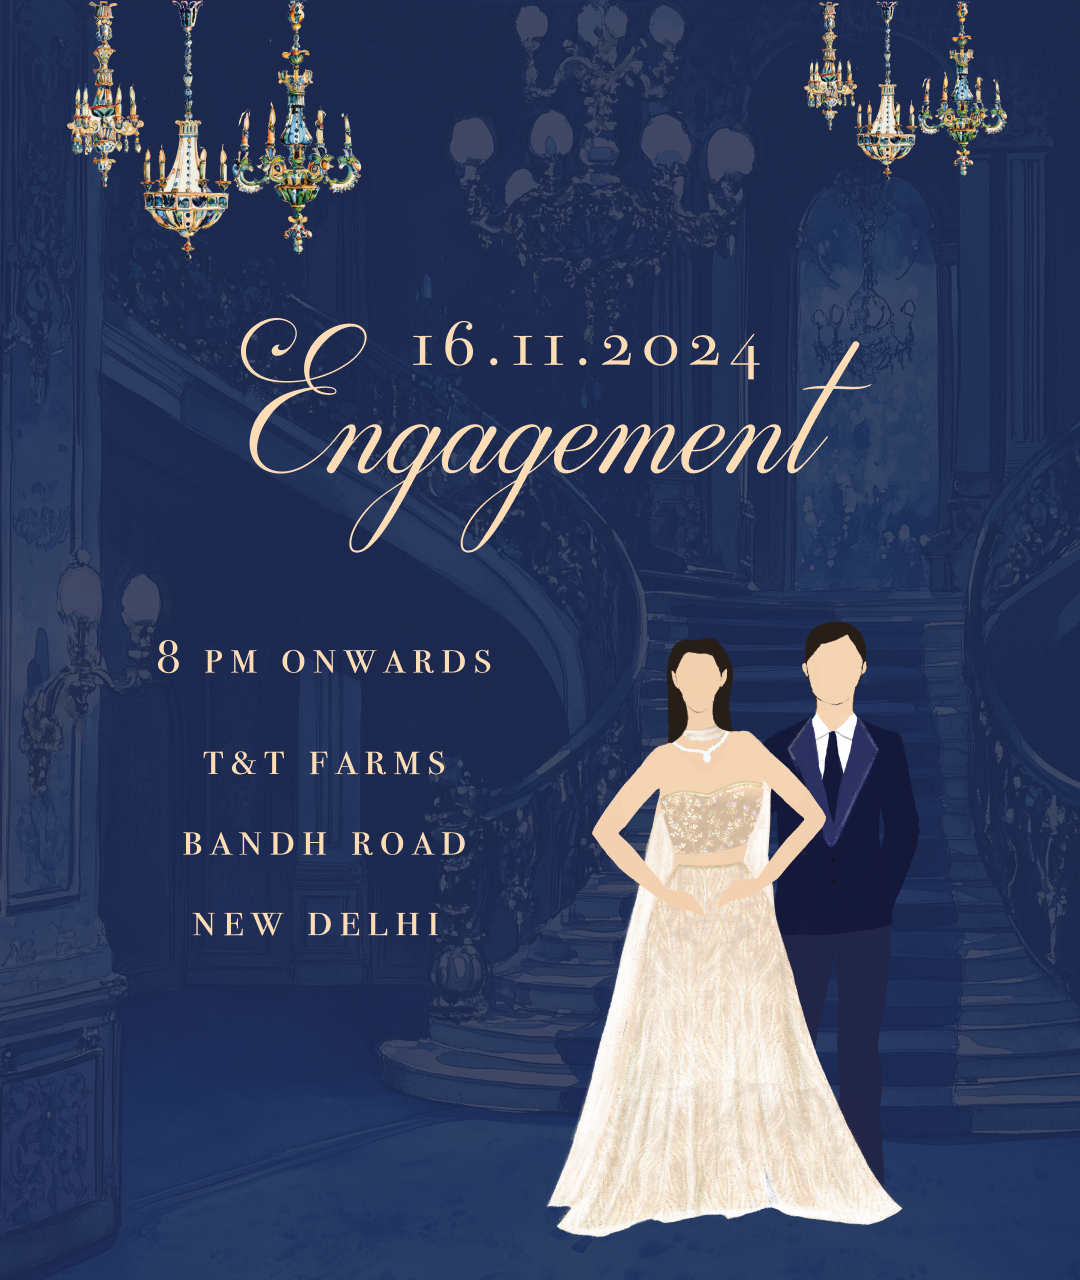 16.11.2024
Engagement
8 PM ONWARDS
T&T FARMS
BANDH ROAD
NEW DELHI